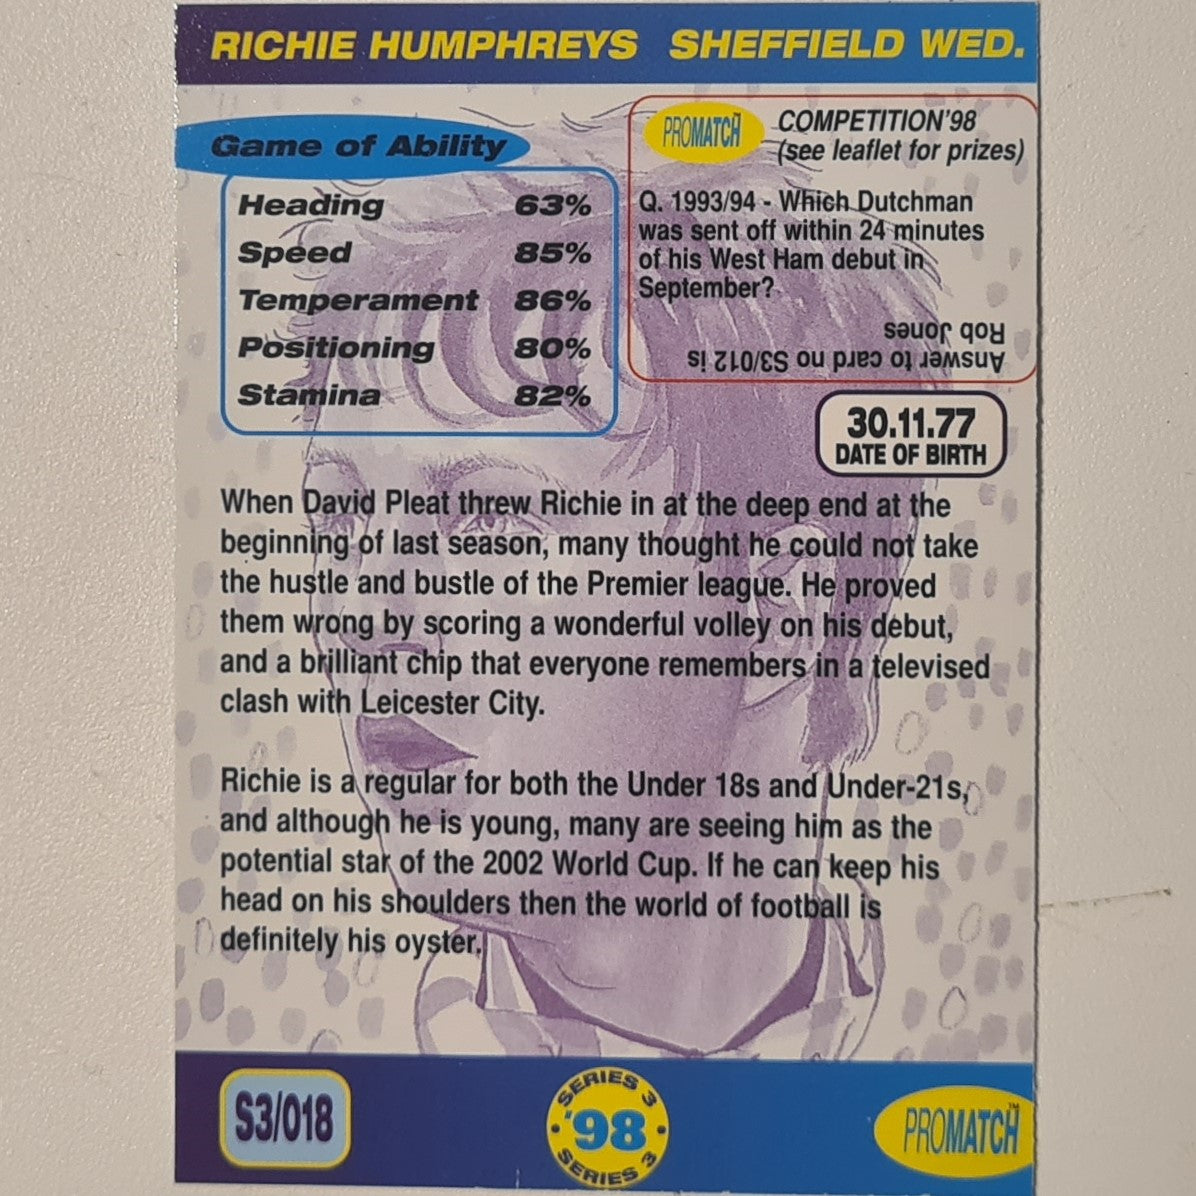 RICHIE HUMPHREYS SHEFFIELD WED.
Game of Ability
Heading 63%
Speed 85%
Temperament 86%
Positioning 80%
Stamina 82%
PROMATCH™
COMPETITION'98
(see leaflet for prizes)
Q. 1993/94 - Which Dutchman
was sent off within 24 minutes
of his West Ham debut in
September?
Answer to card no S3/012 is
Rob Jones
30.11.77
DATE OF BIRTH
When David Pleat threw Richie in at the deep end at the
beginning of last season, many thought he could not take
the hustle and bustle of the Premier league. He proved
them wrong by scoring a wonderful volley on his debut,
and a brilliant chip that everyone remembers in a televised
clash with Leicester City.
Richie is a regular for both the Under 18s and Under-21s,
and although he is young, many are seeing him as the
potential star of the 2002 World Cup. If he can keep his
head on his shoulders then the world of football is
definitely his oyster.
S3/018
SERIES 3
'98
SERIES 3
PROMATCH™